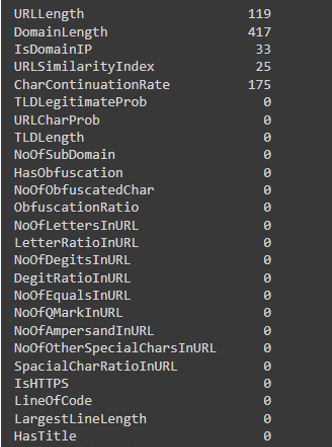 URLLength 119
DomainLength 417
IsDomainIP 33
URLSimilarityIndex 25
CharContinuationRate 175
TLDLegitimateProb 0
URLCharProb 0
TLDLength 0
NoOfSubDomain 0
HasObfuscation 0
NoOfObfuscatedChar 0
ObfuscationRatio 0
NoOfLettersInURL 0
LetterRatioInURL 0
NoOfDegitsInURL 0
DegitRatioInURL 0
NoOfEqualsInURL 0
NoOfQMarkInURL 0
NoOfAmpersandInURL 0
NoOfOtherSpecialCharsInURL 0
SpacialCharRatioInURL 0
IsHTTPS 0
LineOfCode 0
LargestLineLength 0
HasTitle 0